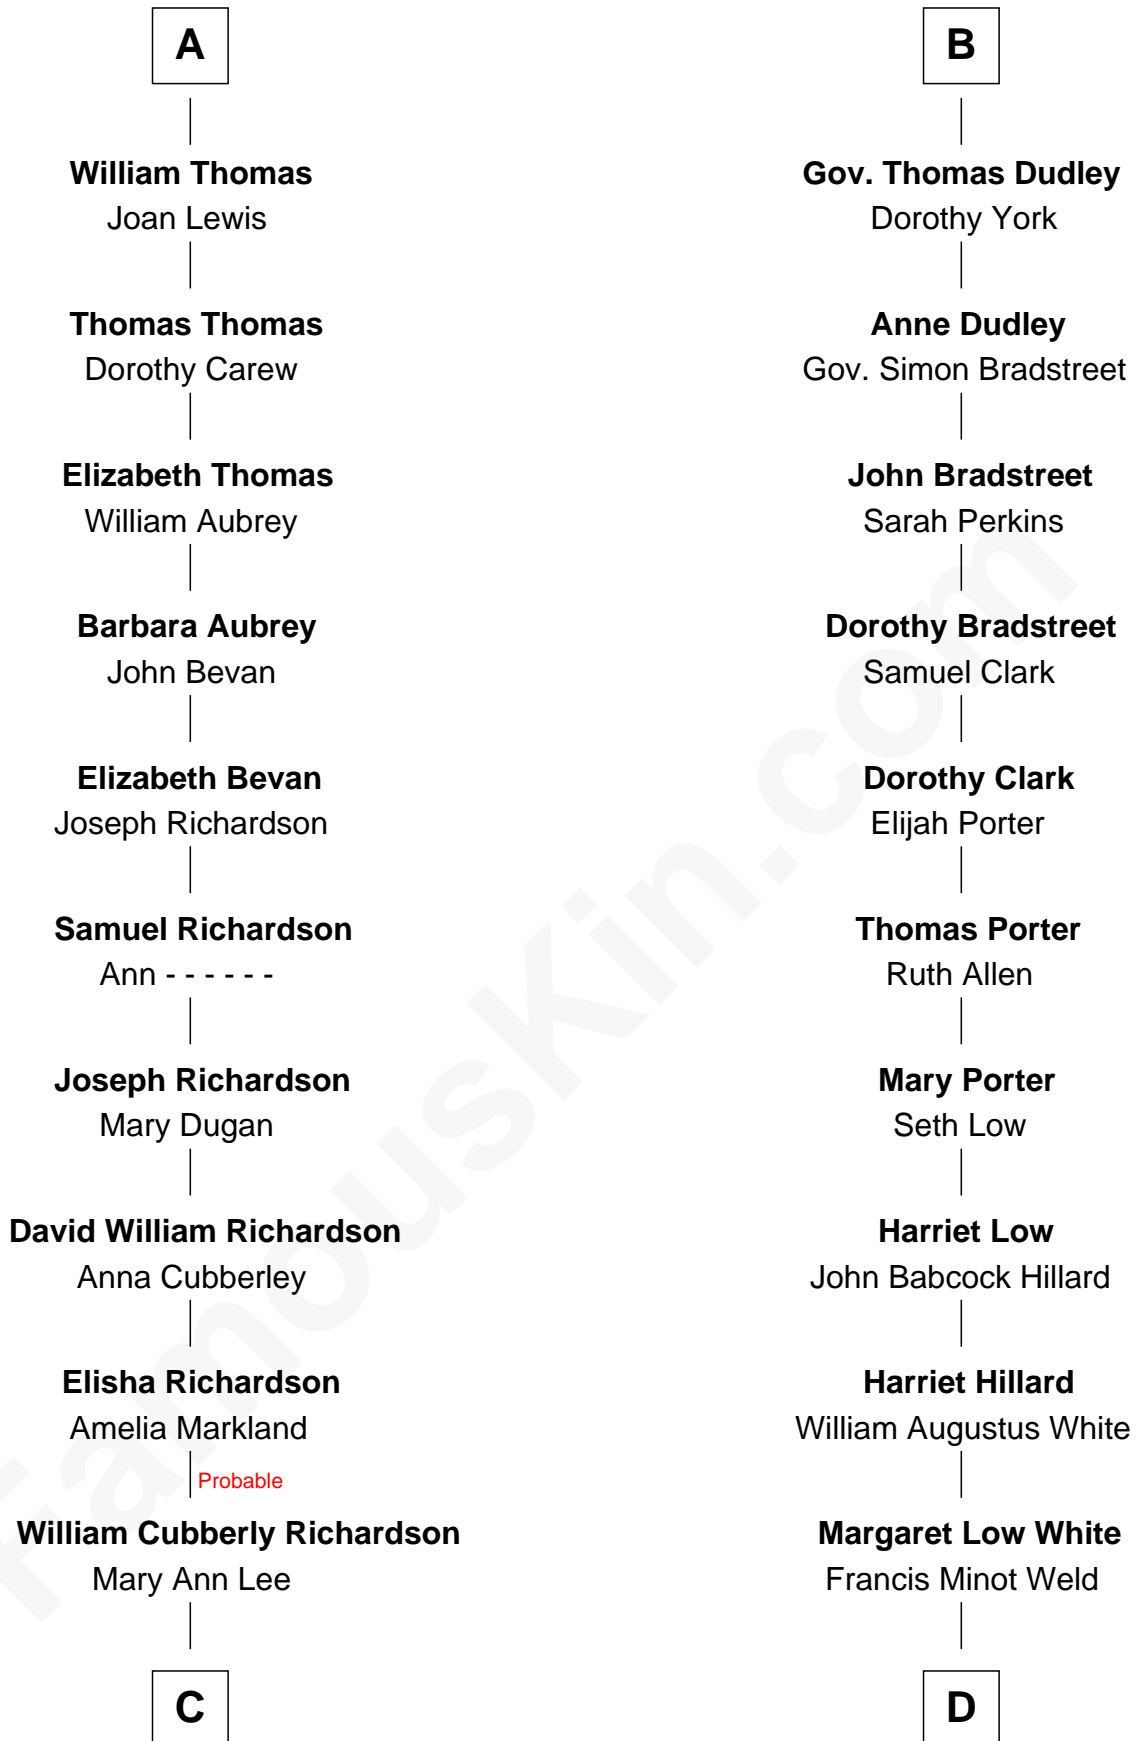 A
William Thomas
Joan Lewis
Thomas Thomas
Dorothy Carew
Elizabeth Thomas
William Aubrey
Barbara Aubrey
John Bevan
Elizabeth Bevan
Joseph Richardson
Samuel Richardson
Ann - - - - - -
Joseph Richardson
Mary Dugan
David William Richardson
Anna Cubberley
Elisha Richardson
Amelia Markland
Probable
William Cubberly Richardson
Mary Ann Lee
C
B
Gov. Thomas Dudley
Dorothy York
Anne Dudley
Gov. Simon Bradstreet
John Bradstreet
Sarah Perkins
Dorothy Bradstreet
Samuel Clark
Dorothy Clark
Elijah Porter
Thomas Porter
Ruth Allen
Mary Porter
Seth Low
Harriet Low
John Babcock Hillard
Harriet Hillard
William Augustus White
Margaret Low White
Francis Minot Weld
D
FamousKin.com